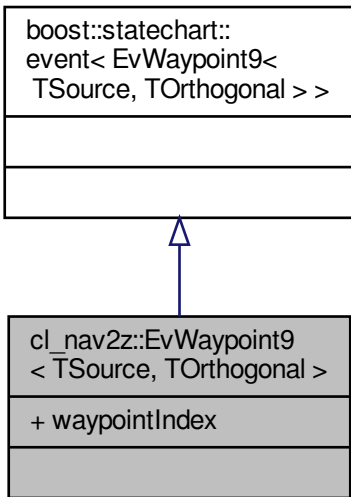 boost::statechart::
event< EvWaypoint9<
TSource, TOrthogonal > >
cl_nav2z::EvWaypoint9
< TSource, TOrthogonal >
+ waypointIndex